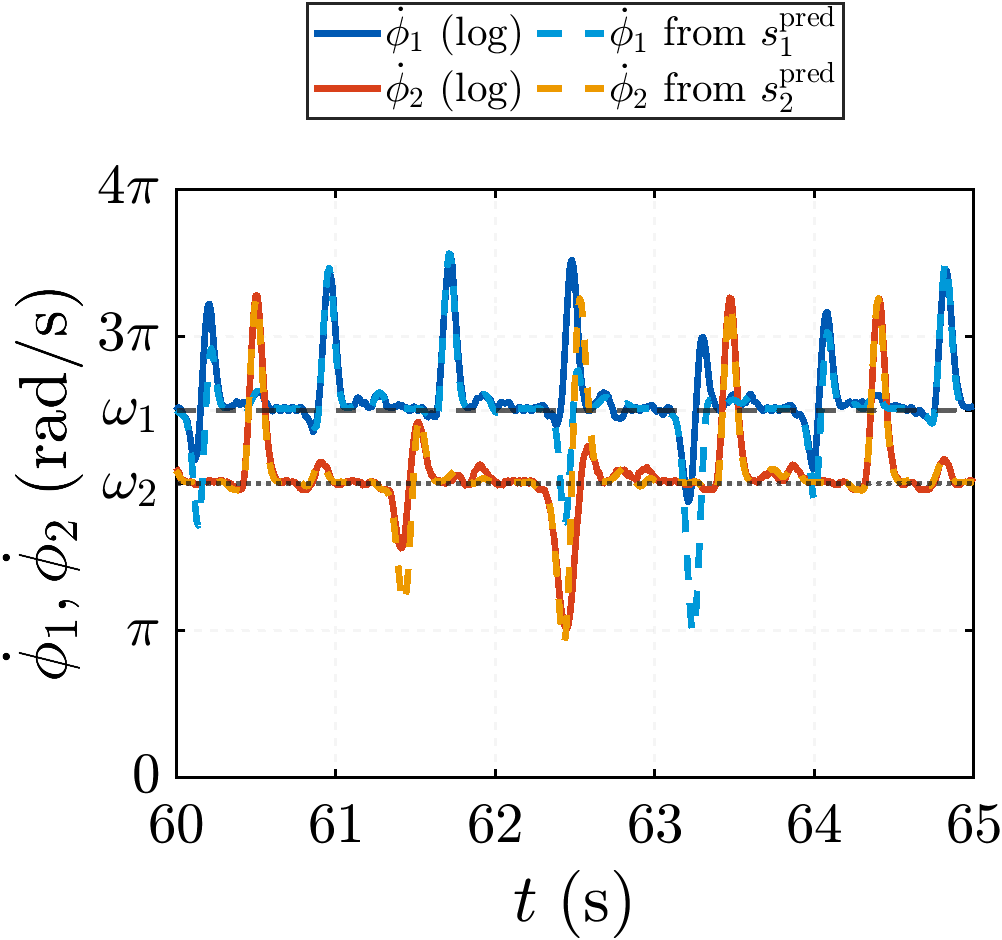 ϕ̇₁ (log) ϕ̇₁ from s₁ᵖʳᵉᵈ
ϕ̇₂ (log) ϕ̇₂ from s₂ᵖʳᵉᵈ
4π
3π
ω₁
ω₂
π
0
ϕ̇₁, ϕ̇₂ (rad/s)
60 61 62 63 64 65
t (s)